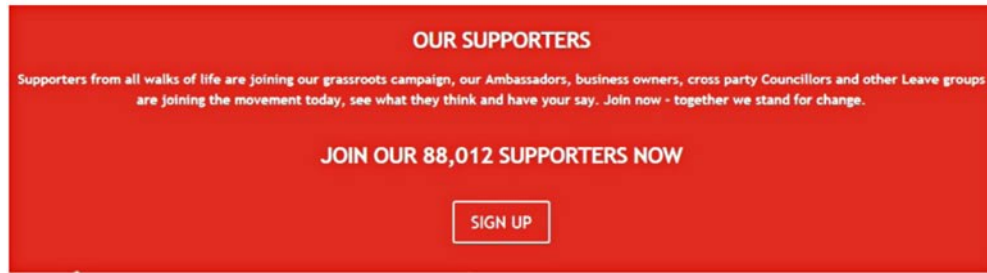 OUR SUPPORTERS
Supporters from all walks of life are joining our grassroots campaign, our Ambassadors, business owners, cross party Councillors and other Leave groups
are joining the movement today, see what they think and have your say. Join now - together we stand for change.
JOIN OUR 88,012 SUPPORTERS NOW
SIGN UP